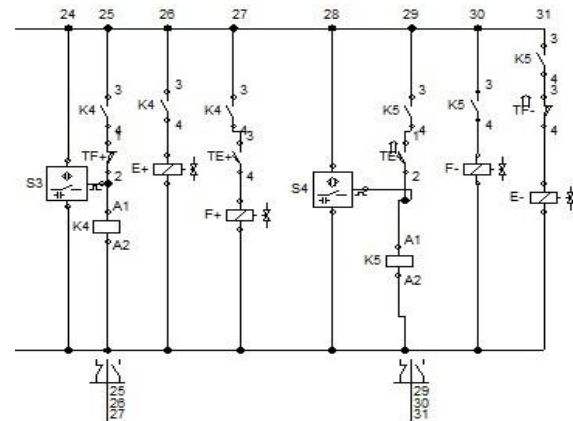 24 25 26 27 28 29 30 31
3
K5
4
3 3 3 3 3 3
K4 K4 K4 K5 K5 TF-
4 4 4 4 4 4
1 3 1
TF+ TE+ TE
2 4 2
E+ F-
S3 S4
A1 F+ A1 E-
K4 K5
A2 A2
25 29
26 30
27 31